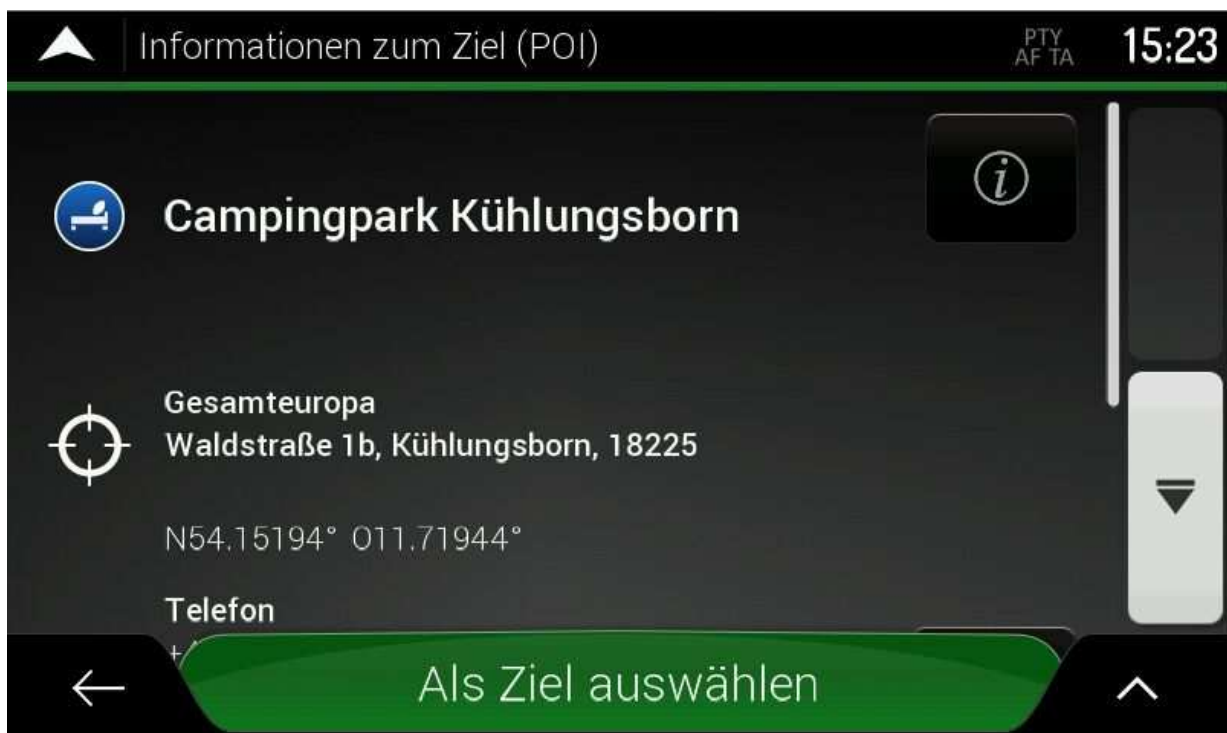 Informationen zum Ziel (POI)
PTY
AF TA
15:23
Campingpark Kühlungsborn
Gesamteuropa
Waldstraße 1b, Kühlungsborn, 18225
N54.15194° O11.71944°
Telefon
Als Ziel auswählen